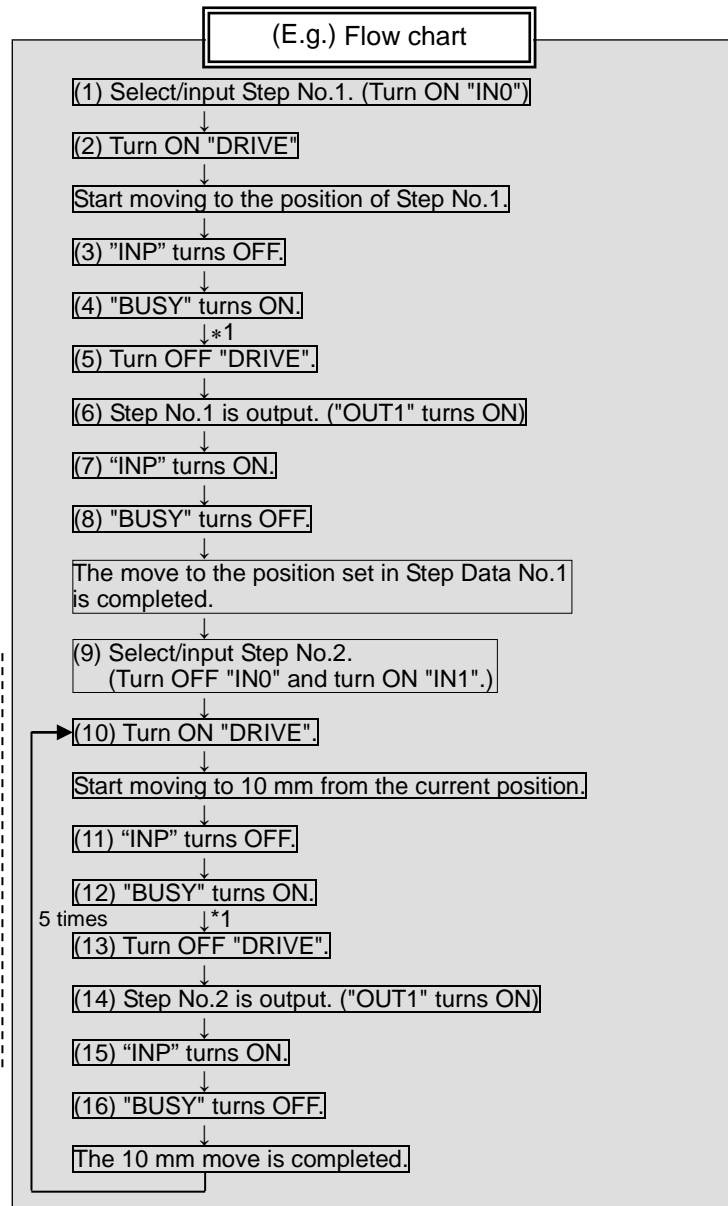 (E.g.) Flow chart
(1) Select/input Step No.1. (Turn ON "IN0")
↓
(2) Turn ON "DRIVE"
↓
Start moving to the position of Step No.1.
↓
(3) "INP" turns OFF.
↓
(4) "BUSY" turns ON.
↓*1
(5) Turn OFF "DRIVE".
↓
(6) Step No.1 is output. ("OUT1" turns ON)
↓
(7) “INP” turns ON.
↓
(8) "BUSY" turns OFF.
↓
The move to the position set in Step Data No.1
is completed.
↓
(9) Select/input Step No.2.
(Turn OFF "IN0" and turn ON "IN1".)
↓
(10) Turn ON "DRIVE".
↓
Start moving to 10 mm from the current position.
↓
(11) “INP” turns OFF.
↓
(12) "BUSY" turns ON.
5 times ↓*1
(13) Turn OFF "DRIVE".
↓
(14) Step No.2 is output. ("OUT1" turns ON)
↓
(15) “INP” turns ON.
↓
(16) "BUSY" turns OFF.
↓
The 10 mm move is completed.